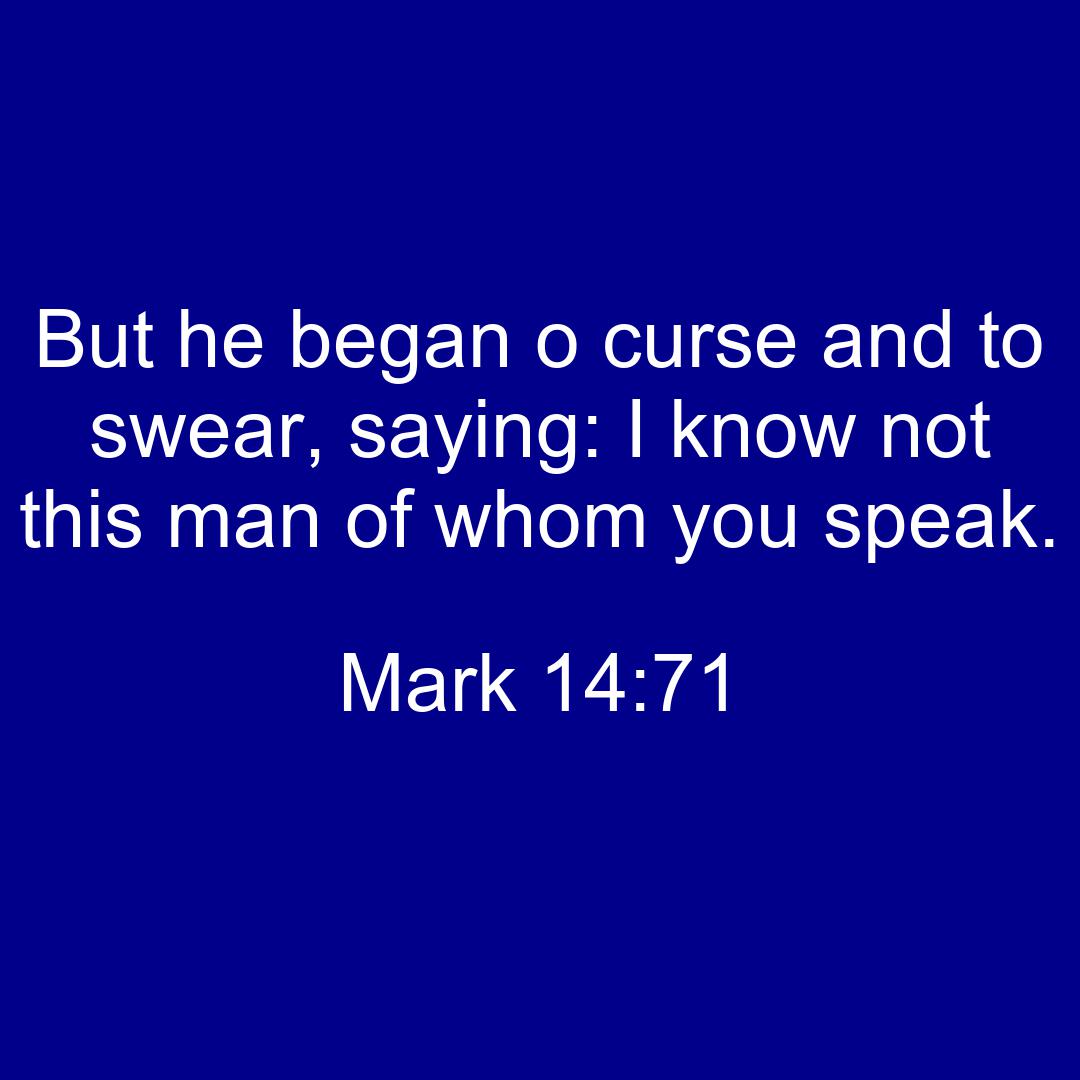 But he began o curse and to
swear, saying: I know not
this man of whom you speak.
Mark 14:71